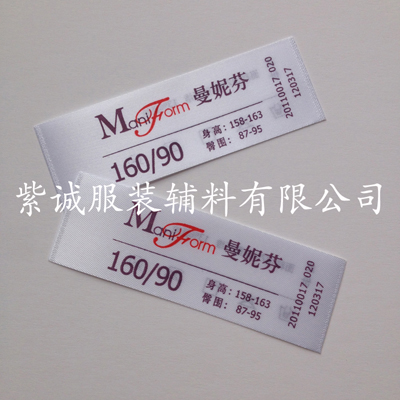 ManiForm 曼妮芬
160/90
身高:158-163
臀围: 87-95
20110017 020
120317
紫诚服装辅料有限公司
ManiForm 曼妮芬
160/90
身高:158-163
臀围: 87-95
20110017 020
120317